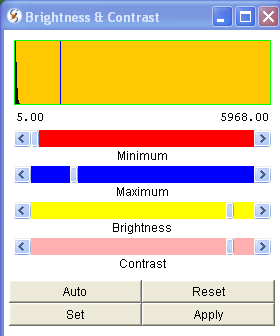 Brightness & Contrast
5.00 5968.00
Minimum
Maximum
Brightness
Contrast
Auto Reset
Set Apply